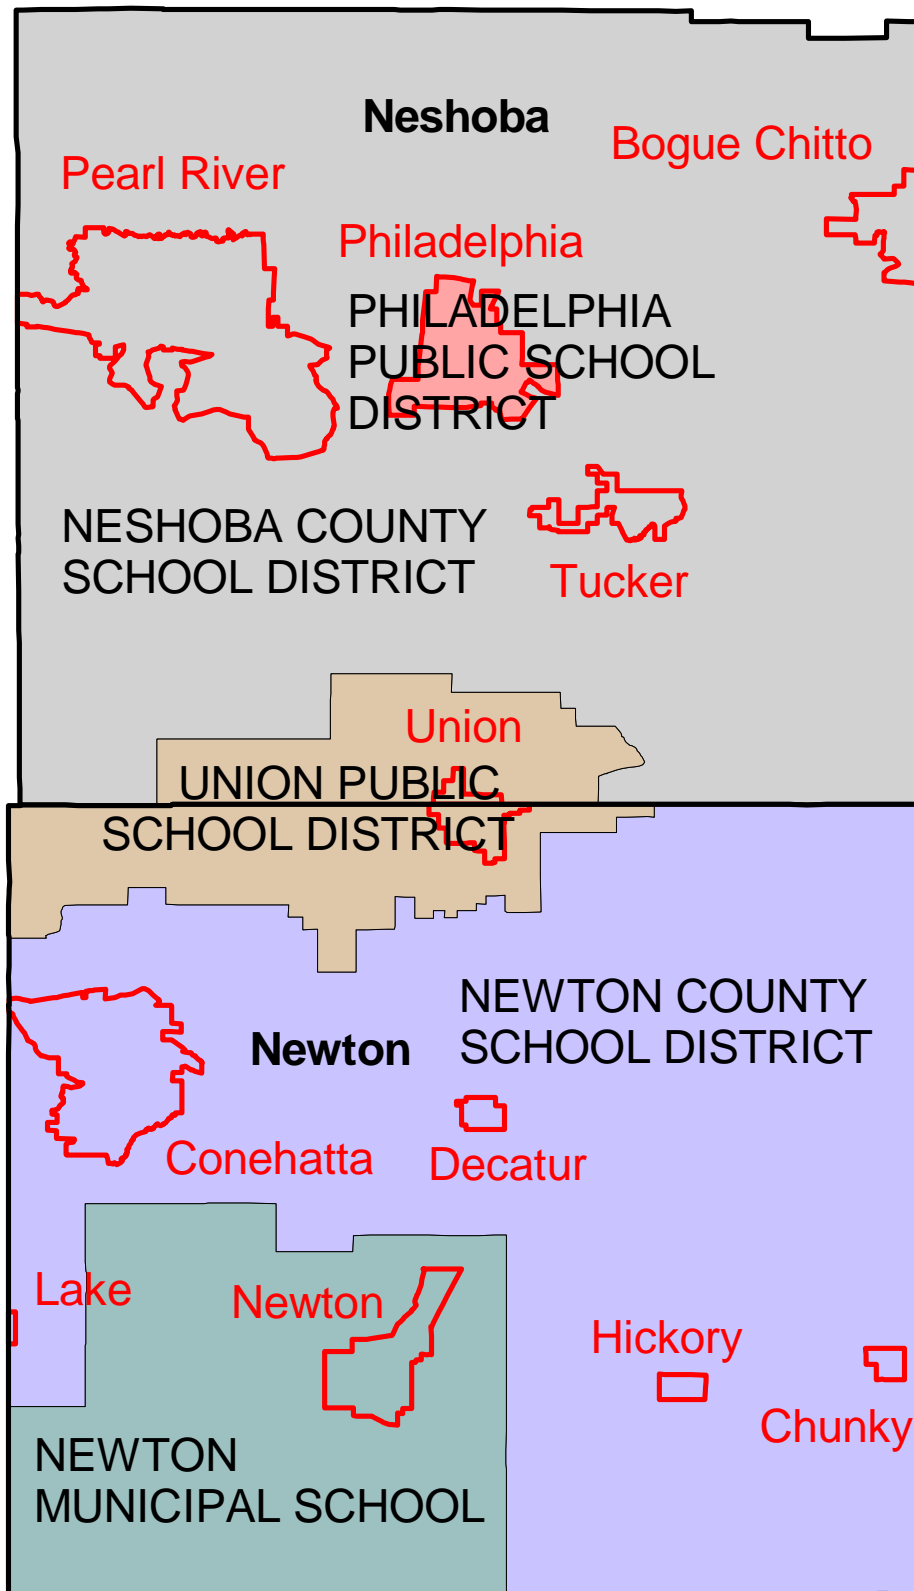 Neshoba
Bogue Chitto
Pearl River
Philadelphia
PHILADELPHIA
PUBLIC SCHOOL
DISTRICT
NESHOBA COUNTY
SCHOOL DISTRICT
Tucker
Union
UNION PUBLIC
SCHOOL DISTRICT
NEWTON COUNTY
SCHOOL DISTRICT
Newton
Conehatta
Decatur
Lake
Newton
Hickory
Chunky
NEWTON
MUNICIPAL SCHOOL